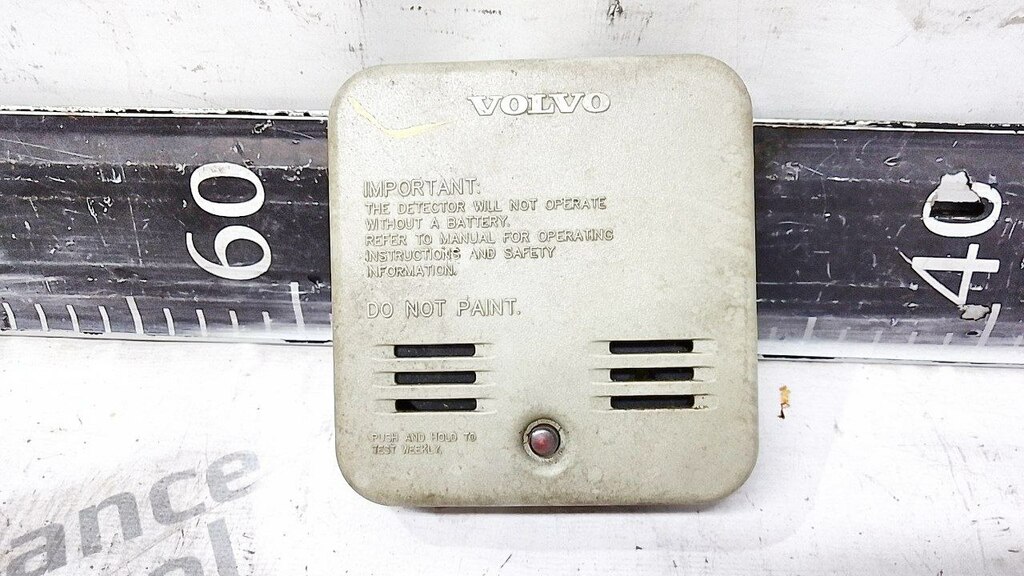 VOLVO
IMPORTANT:
THE DETECTOR WILL NOT OPERATE
WITHOUT A BATTERY.
REFER TO MANUAL FOR OPERATING
INSTRUCTIONS AND SAFETY
INFORMATION.
DO NOT PAINT.
PUSH AND HOLD TO
TEST WEEKLY.
60
40
ance
ol